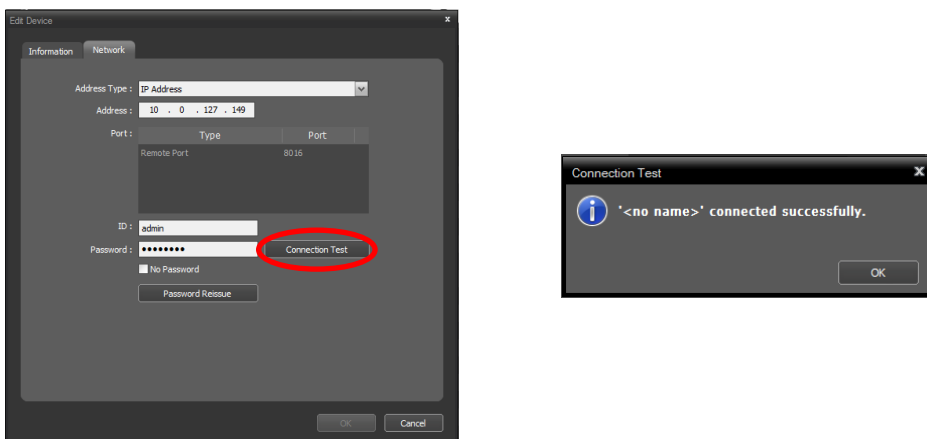 Edit Device
x
Information Network
Address Type : IP Address
Address : 10 . 0 . 127 . 149
Port : Type Port
Remote Port 8016
ID : admin
Password : •••••••• Connection Test
No Password
Password Reissue
OK Cancel
Connection Test
x
'<no name>' connected successfully.
OK